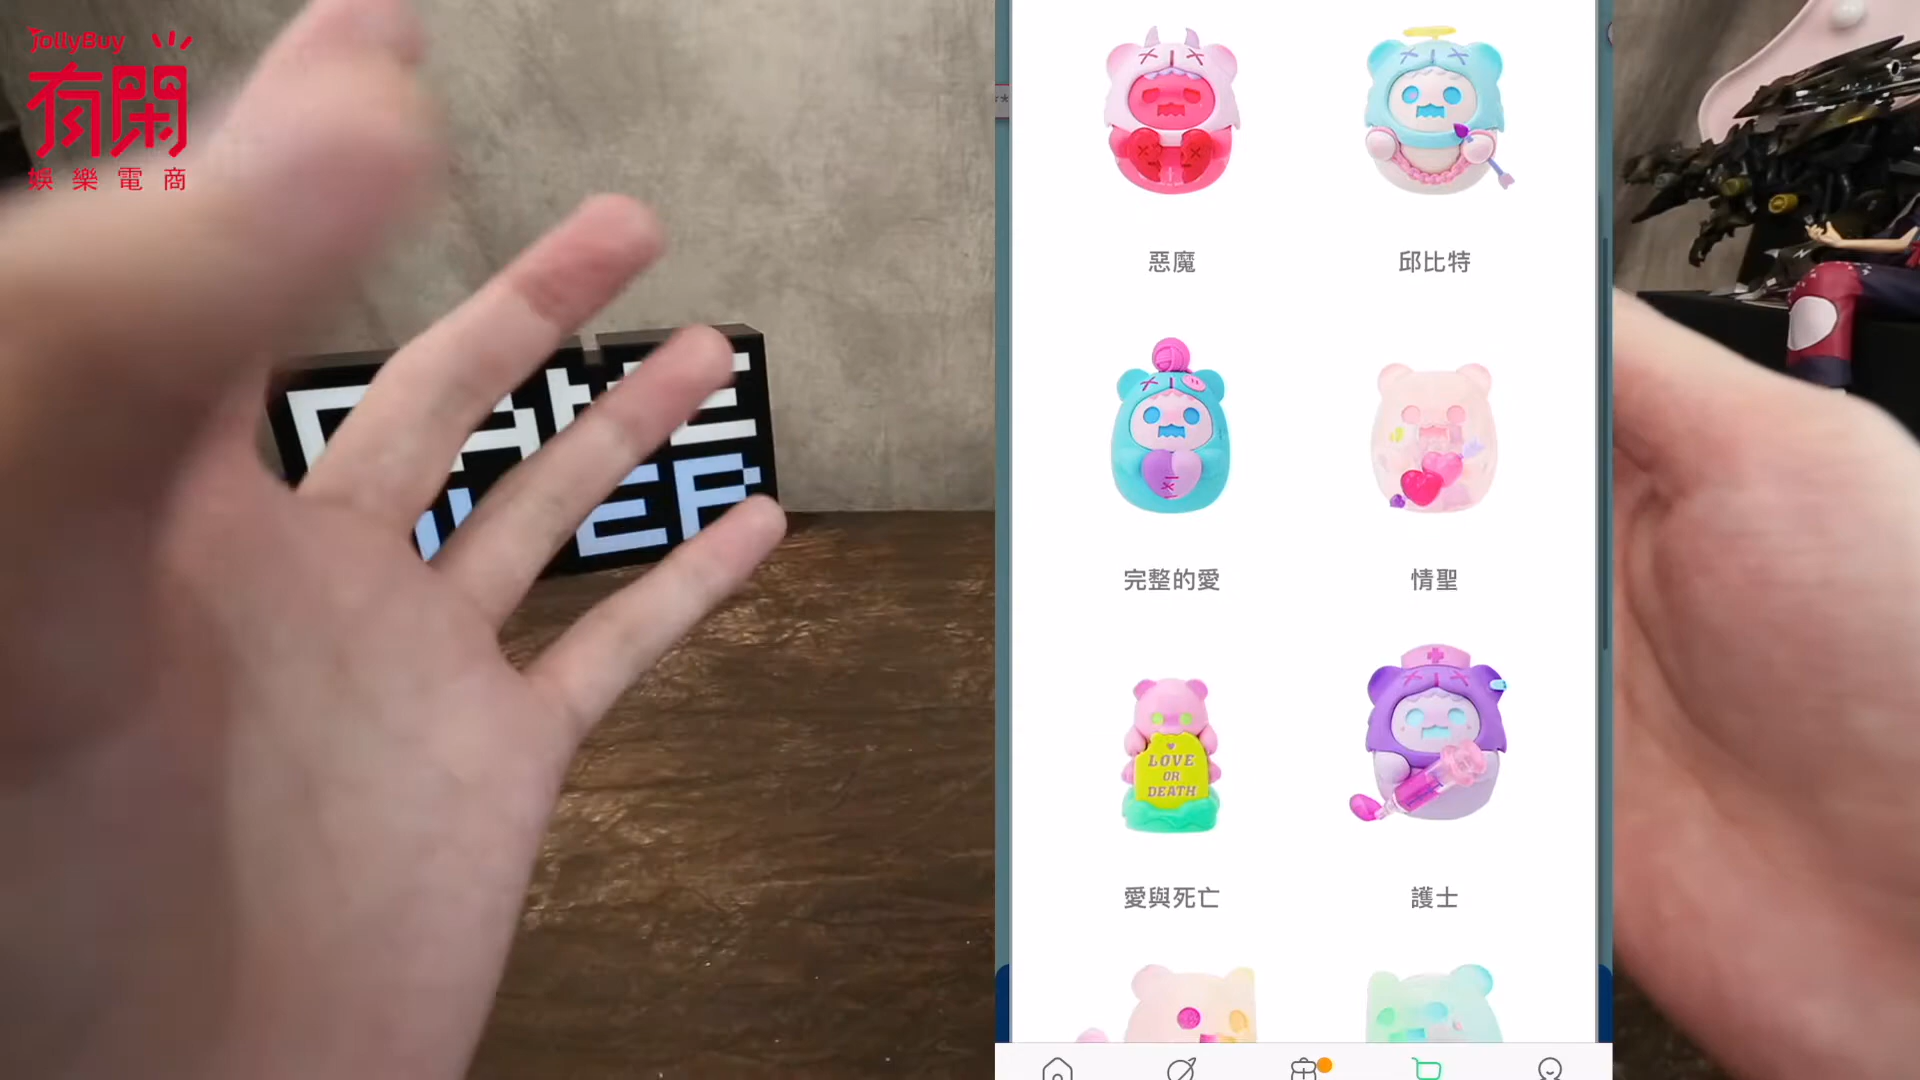 JollyBuy
有閑
娛樂電商
惡魔
邱比特
完整的愛
情聖
LOVE
OR
DEATH
愛與死亡
護士